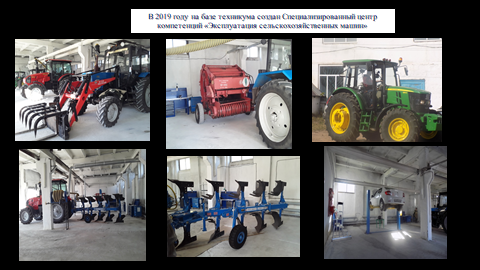 В 2019 году на базе техникума создан Специализированный центр
компетенций «Эксплуатация сельскохозяйственных машин»